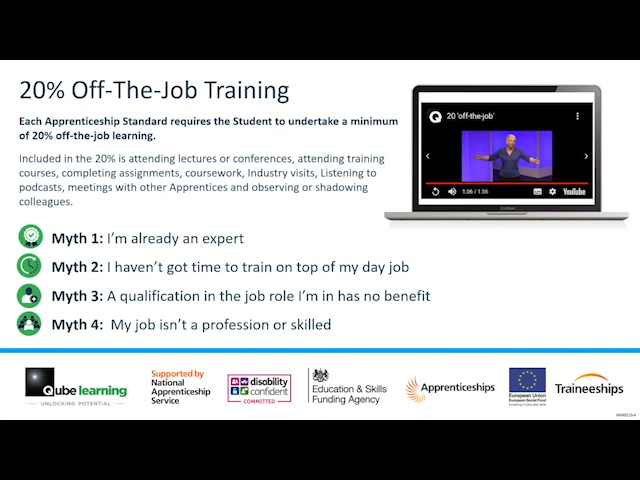 20% Off-The-Job Training
Each Apprenticeship Standard requires the Student to undertake a minimum
of 20% off-the-job learning.
Included in the 20% is attending lectures or conferences, attending training
courses, completing assignments, coursework, Industry visits, Listening to
podcasts, meetings with other Apprentices and observing or shadowing
colleagues.
20 'off-the-job'
1:56 / 1:56
YouTube
Myth 1: I'm already an expert
Myth 2: I haven't got time to train on top of my day job
Myth 3: A qualification in the job role I'm in has no benefit
Myth 4: My job isn't a profession or skilled
Qube learning
UNLOCKING POTENTIAL
Supported by
National
Apprenticeship
Service
disability
confident
COMMITTED
Education & Skills
Funding Agency
Apprenticeships
European Union
European Social Fund
Traineeships